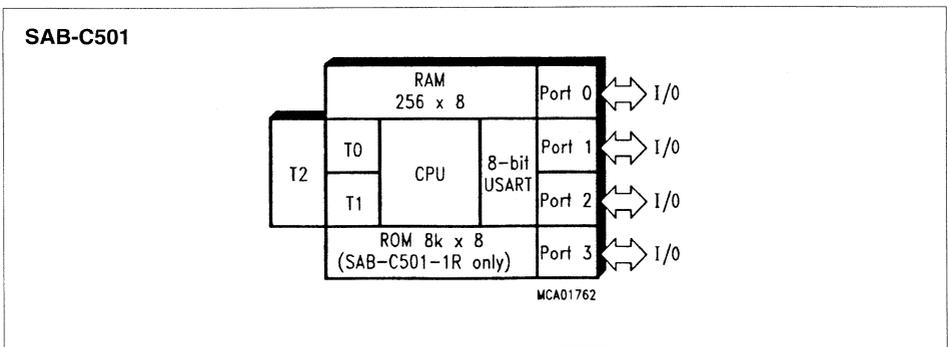 SAB-C501
RAM
256 x 8
Port 0
I/O
T2
T0
T1
CPU
8-bit
USART
Port 1
I/O
Port 2
I/O
ROM 8k x 8
(SAB-C501-1R only)
Port 3
I/O
MCA01762